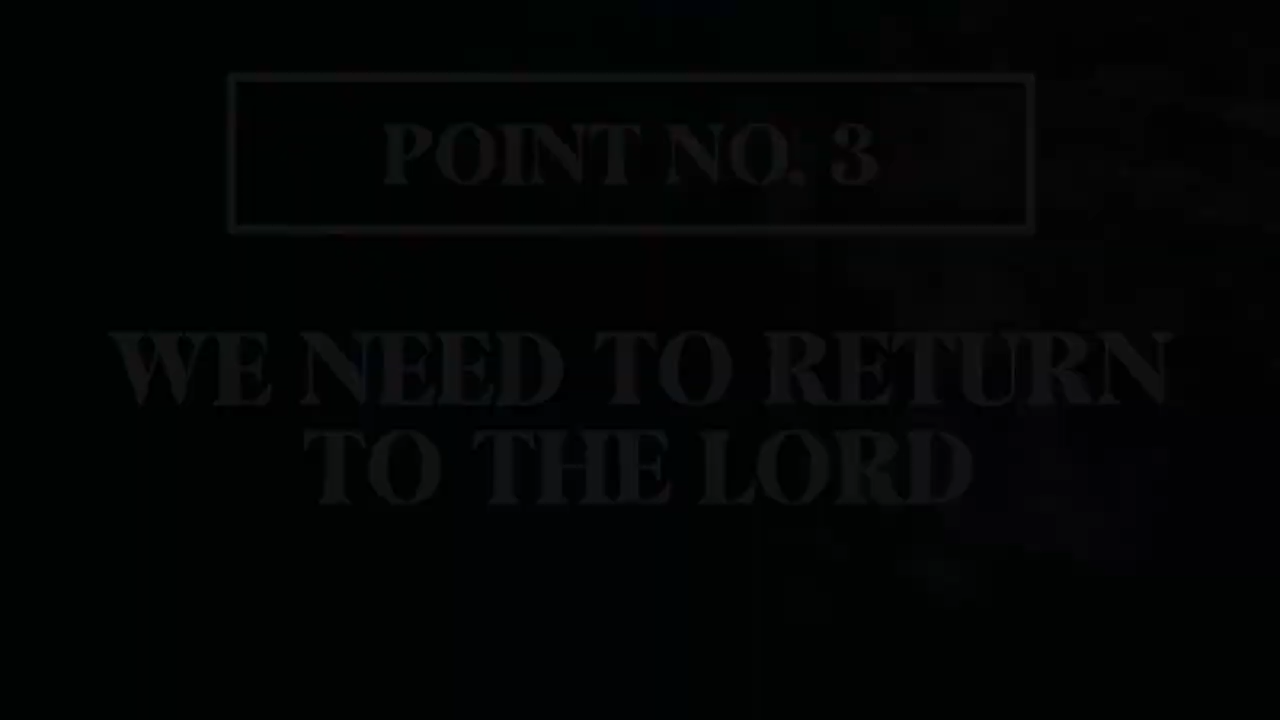 POINT NO. 3
WE NEED TO RETURN
TO THE LORD